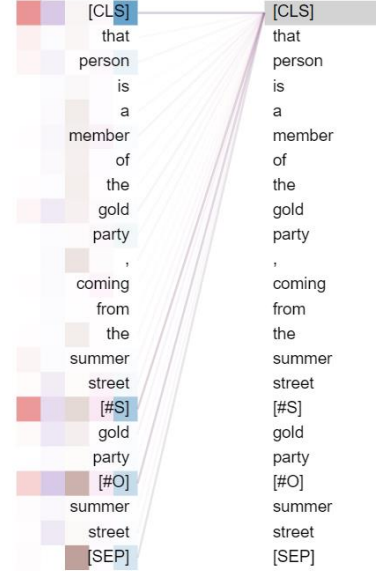 [CLS] [CLS]
that that
person person
is is
a a
member member
of of
the the
gold gold
party party
, ,
coming coming
from from
the the
summer summer
street street
[#S] [#S]
gold gold
party party
[#O] [#O]
summer summer
street street
[SEP] [SEP]